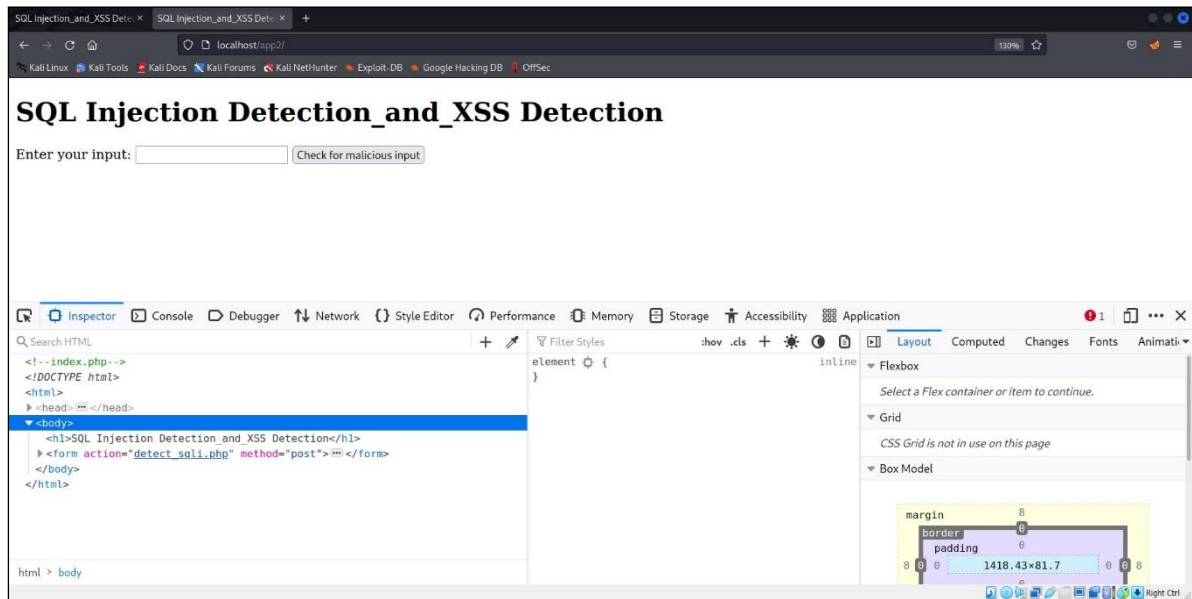 SQL Injection_and_XSS Dete × SQL Injection_and_XSS Dete × +
localhost/app2/ 130%
Kali Linux Kali Tools Kali Docs Kali Forums Kali NetHunter Exploit-DB Google Hacking DB OffSec
SQL Injection Detection_and_XSS Detection
Enter your input: Check for malicious input
Inspector Console Debugger Network {} Style Editor Performance Memory Storage Accessibility Application 1
Search HTML + Filter Styles :hov .cls + Layout Computed Changes Fonts Animati
<!--index.php--> element { inline Flexbox
<!DOCTYPE html> }
<html> Select a Flex container or item to continue.
<head> ... </head> Grid
<body>
<h1>SQL Injection Detection_and_XSS Detection</h1> CSS Grid is not in use on this page
<form action="detect_sqli.php" method="post"> ... </form>
</body> Box Model
</html>
margin 8
border 0
padding 0
8 0 0 1418.43×81.7 0 0 8
html > body
Right Ctrl